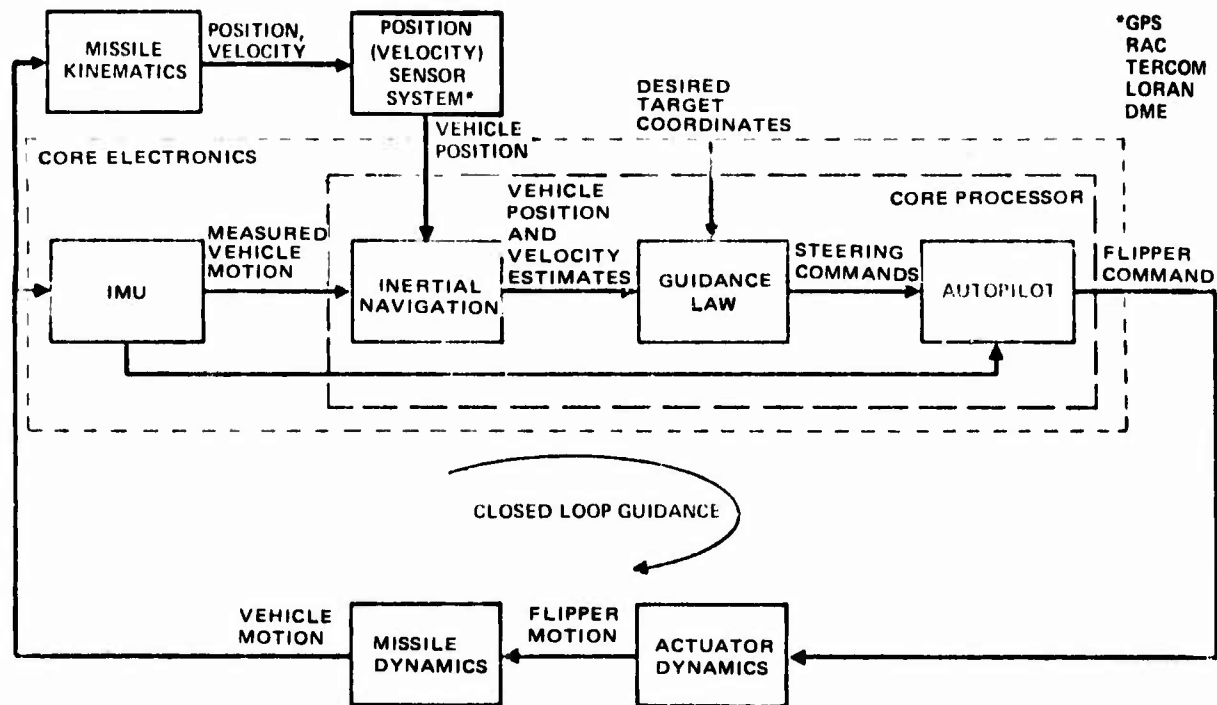 MISSILE
KINEMATICS
POSITION,
VELOCITY
POSITION
(VELOCITY)
SENSOR
SYSTEM*
*GPS
RAC
TERCOM
LORAN
DME
DESIRED
TARGET
COORDINATES
VEHICLE
POSITION
CORE ELECTRONICS
CORE PROCESSOR
IMU
MEASURED
VEHICLE
MOTION
INERTIAL
NAVIGATION
VEHICLE
POSITION
AND
VELOCITY
ESTIMATES
GUIDANCE
LAW
STEERING
COMMANDS
AUTOPILOT
FLIPPER
COMMAND
CLOSED LOOP GUIDANCE
VEHICLE
MOTION
MISSILE
DYNAMICS
FLIPPER
MOTION
ACTUATOR
DYNAMICS